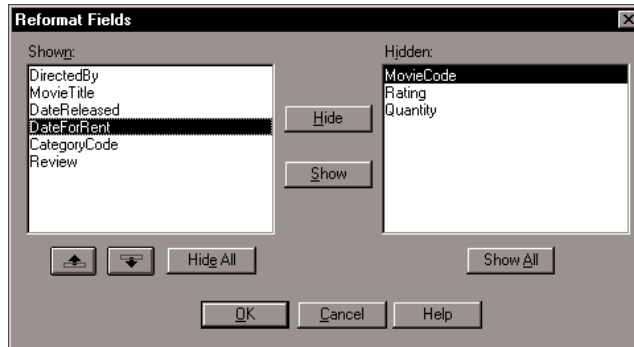 Reformat Fields
Shown:
DirectedBy
MovieTitle
DateReleased
DateForRent
CategoryCode
Review
Hide
Show
Hidden:
MovieCode
Rating
Quantity
Hide All
Show All
OK
Cancel
Help